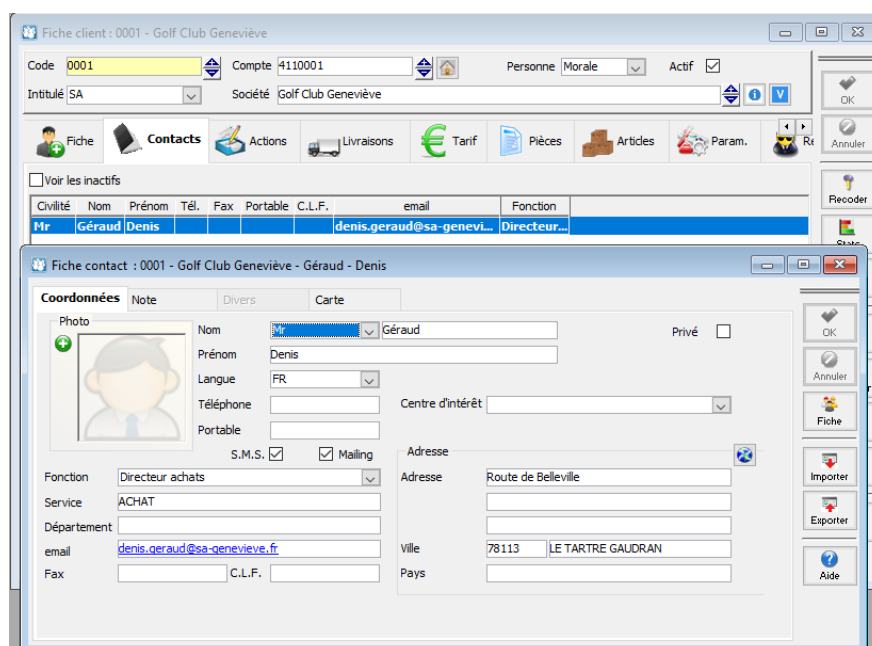 Fiche client : 0001 - Golf Club Geneviève
Code 0001 Compte 4110001 Personne Morale Actif
Intitulé SA Société Golf Club Geneviève
OK
Fiche Contacts Actions Livraisons Tarif Pièces Articles Param. Re
Annuler
Voir les inactifs
Recoder
Civilité Nom Prénom Tél. Fax Portable C.L.F. email Fonction
Mr Géraud Denis denis.geraud@sa-genevi... Directeur...
Stats
Fiche contact : 0001 - Golf Club Geneviève - Géraud - Denis
Coordonnées Note Divers Carte
Photo
Nom Mr Géraud Privé
OK
Prénom Denis
Langue FR
Annuler
Téléphone Centre d'intérêt
Fiche
Portable
S.M.S. Mailing Adresse
Fonction Directeur achats Adresse Route de Belleville
Importer
Service ACHAT
Département
Exporter
email denis.geraud@sa-genevieve.fr Ville 78113 LE TARTRE GAUDRAN
Fax C.L.F. Pays
Aide